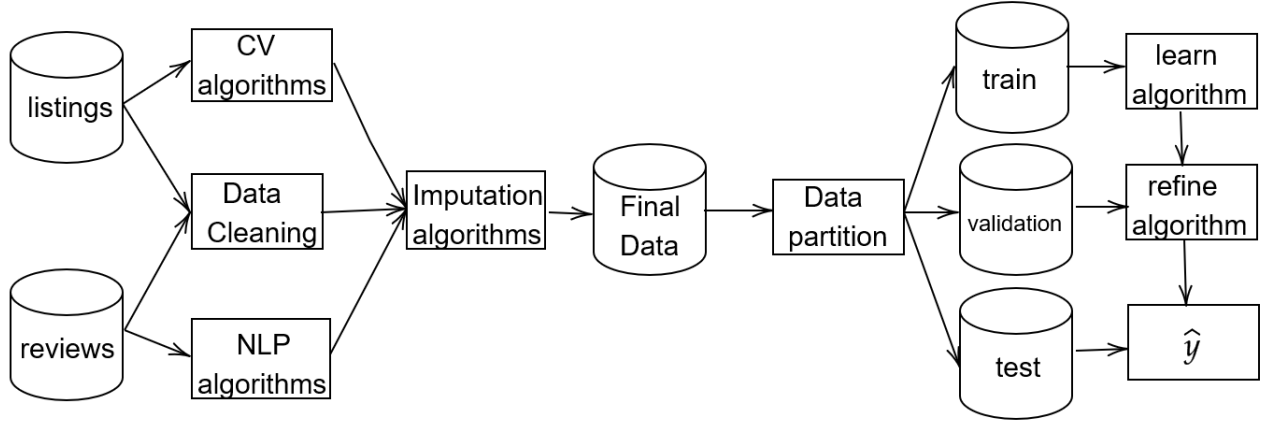 listings
reviews
CV
algorithms
Data
Cleaning
NLP
algorithms
Imputation
algorithms
Final
Data
Data
partition
train
validation
test
learn
algorithm
refine
algorithm
ŷ